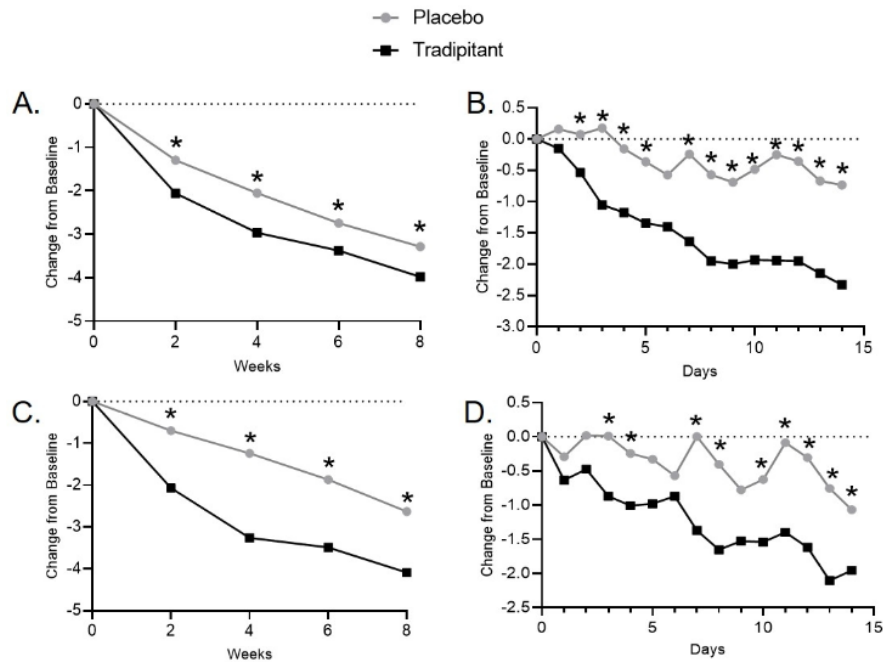 Placebo
Tradipitant
A.
0
-1
-2
-3
-4
-5
Change from Baseline
* * * *
0 2 4 6 8
Weeks
B.
0.5
0.0
-0.5
-1.0
-1.5
-2.0
-2.5
-3.0
Change from Baseline
* * * * * * * * * * * *
0 5 10 15
Days
C.
0
-1
-2
-3
-4
-5
Change from Baseline
* * * *
0 2 4 6 8
Weeks
D.
0.5
0.0
-0.5
-1.0
-1.5
-2.0
-2.5
Change from Baseline
* * * * * * * * *
0 5 10 15
Days